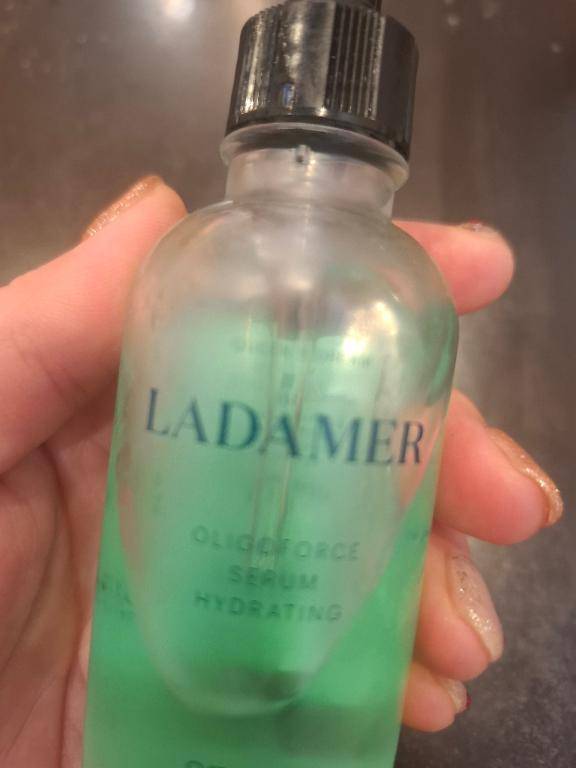 LADAMER
OLIGOFORCE
SERUM
HYDRATING